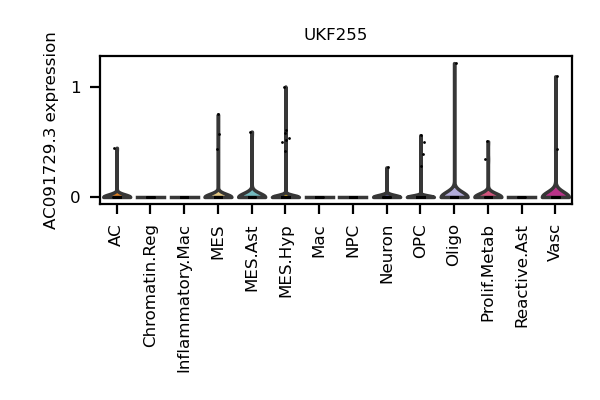 UKF255
AC091729.3 expression
1
0
AC
Chromatin.Reg
Inflammatory.Mac
MES
MES.Ast
MES.Hyp
Mac
NPC
Neuron
OPC
Oligo
Prolif.Metab
Reactive.Ast
Vasc